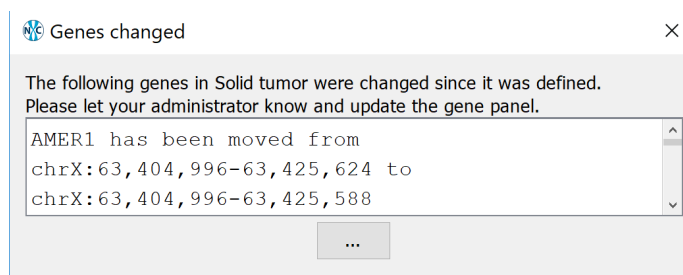 NxC Genes changed
The following genes in Solid tumor were changed since it was defined.
Please let your administrator know and update the gene panel.
AMER1 has been moved from
chrX:63,404,996-63,425,624 to
chrX:63,404,996-63,425,588
...